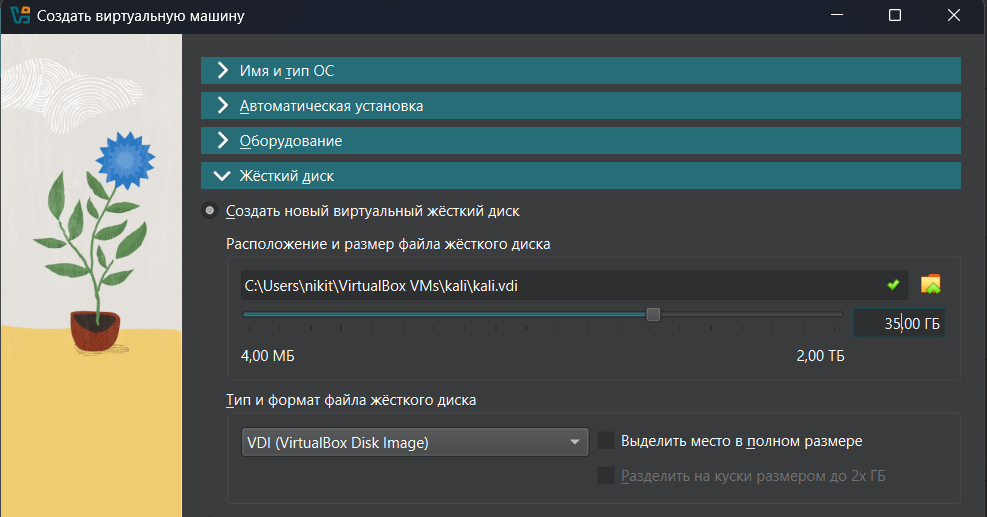 Создать виртуальную машину
Имя и тип ОС
Автоматическая установка
Оборудование
Жёсткий диск
Создать новый виртуальный жёсткий диск
Расположение и размер файла жёсткого диска
C:\Users\nikit\VirtualBox VMs\kali\kali.vdi
35,00 ГБ
4,00 МБ 2,00 ТБ
Тип и формат файла жёсткого диска
VDI (VirtualBox Disk Image) Выделить место в полном размере
Разделить на куски размером до 2х ГБ